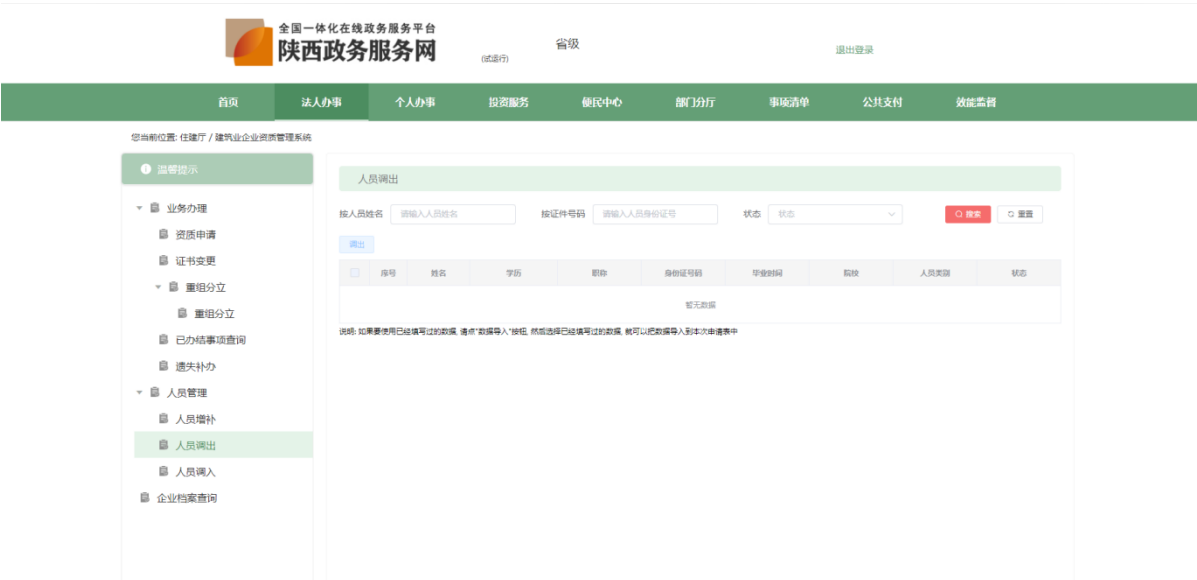 全国一体化在线政务服务平台
陕西政务服务网
(试运行)
省级
退出登录
首页 法人办事 个人办事 投资服务 便民中心 部门分厅 事项清单 公共支付 效能监督
您当前位置: 住建厅 / 建筑业企业资质管理系统
温馨提示
业务办理
资质申请
证书变更
重组分立
重组分立
已办结事项查询
遗失补办
人员管理
人员增补
人员调出
人员调入
企业档案查询
人员调出
按人员姓名 请输入人员姓名 按证件号码 请输入人员身份证号 状态 状态 搜索 重置
调出
序号 姓名 学历 职称 身份证号码 毕业时间 院校 人员类别 状态
暂无数据
说明: 如果要使用已经填写过的数据, 请点"数据导入"按钮, 然后选择已经填写过的数据, 就可以把数据导入到本次申请表中